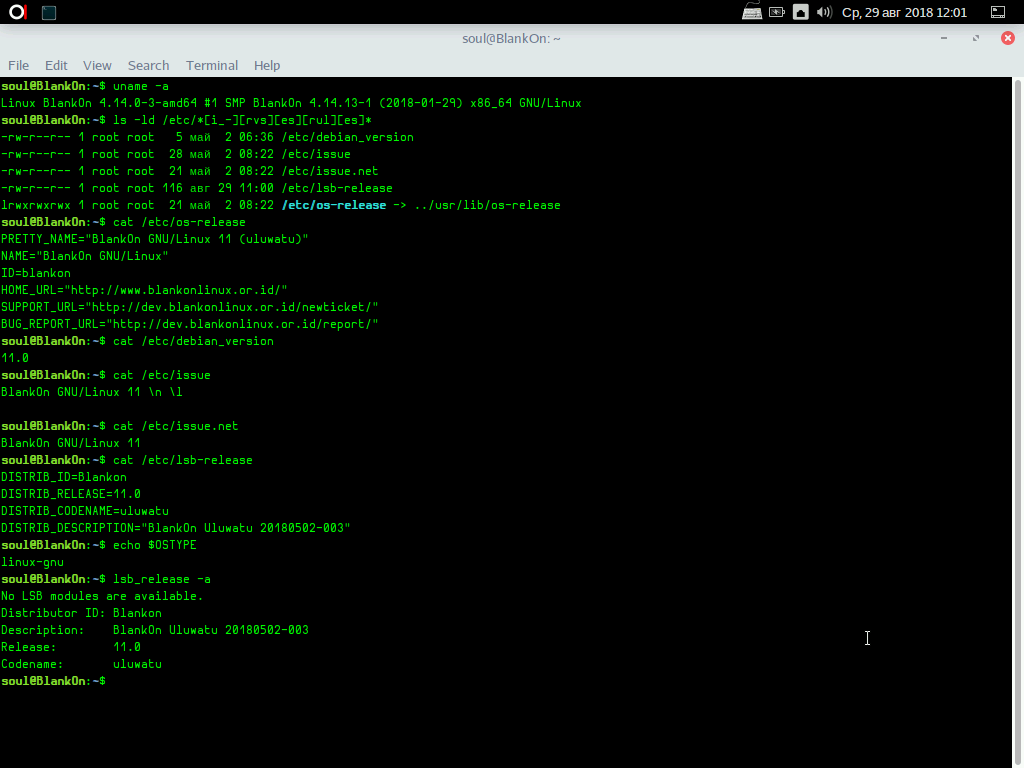 Ср, 29 авг 2018 12:01
soul@BlankOn: ~
File Edit View Search Terminal Help
soul@BlankOn:~$ uname -a
Linux BlankOn 4.14.0-3-amd64 #1 SMP BlankOn 4.14.13-1 (2018-01-29) x86_64 GNU/Linux
soul@BlankOn:~$ ls -ld /etc/*[i_-][rvs][es][rul][es]*
-rw-r--r-- 1 root root   5 май  2 06:36 /etc/debian_version
-rw-r--r-- 1 root root  28 май  2 08:22 /etc/issue
-rw-r--r-- 1 root root  21 май  2 08:22 /etc/issue.net
-rw-r--r-- 1 root root 116 авг 29 11:00 /etc/lsb-release
lrwxrwxrwx 1 root root  21 май  2 08:22 /etc/os-release -> ../usr/lib/os-release
soul@BlankOn:~$ cat /etc/os-release
PRETTY_NAME="BlankOn GNU/Linux 11 (uluwatu)"
NAME="BlankOn GNU/Linux"
ID=blankon
HOME_URL="http://www.blankonlinux.or.id/"
SUPPORT_URL="http://dev.blankonlinux.or.id/newticket/"
BUG_REPORT_URL="http://dev.blankonlinux.or.id/report/"
soul@BlankOn:~$ cat /etc/debian_version
11.0
soul@BlankOn:~$ cat /etc/issue
BlankOn GNU/Linux 11 \n \l
soul@BlankOn:~$ cat /etc/issue.net
BlankOn GNU/Linux 11
soul@BlankOn:~$ cat /etc/lsb-release
DISTRIB_ID=Blankon
DISTRIB_RELEASE=11.0
DISTRIB_CODENAME=uluwatu
DISTRIB_DESCRIPTION="BlankOn Uluwatu 20180502-003"
soul@BlankOn:~$ echo $OSTYPE
linux-gnu
soul@BlankOn:~$ lsb_release -a
No LSB modules are available.
Distributor ID: Blankon
Description:    BlankOn Uluwatu 20180502-003
Release:        11.0
Codename:       uluwatu
soul@BlankOn:~$